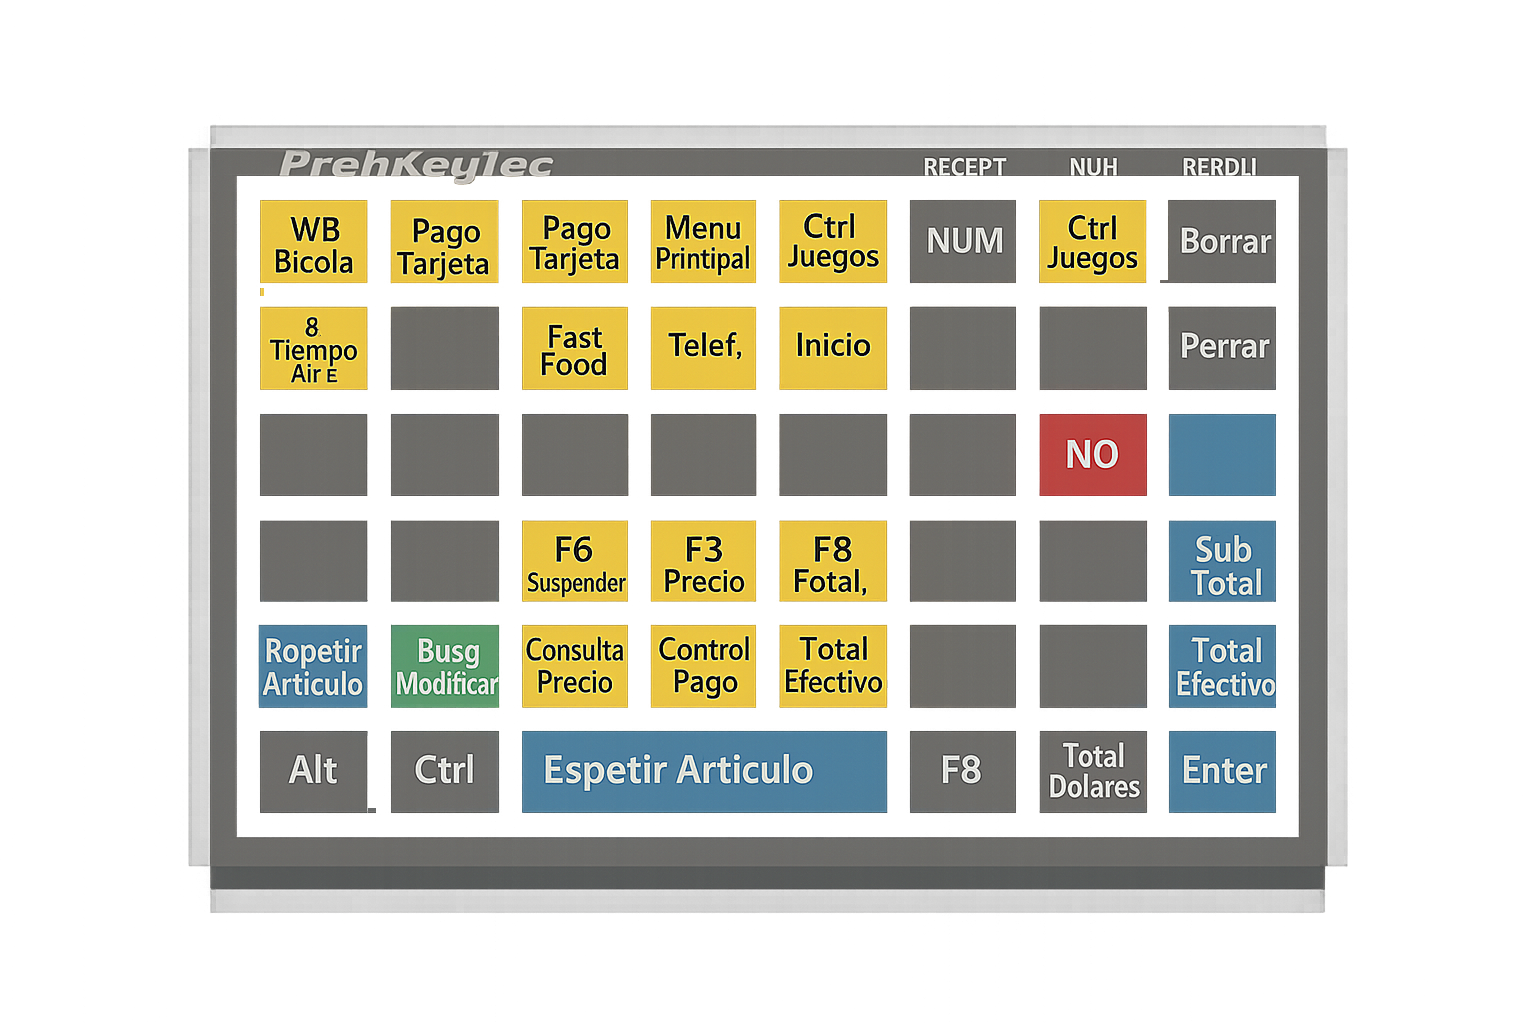 PrehKey1ec RECEPT NUH RERDLI
WB Bicola
Pago Tarjeta
Pago Tarjeta
Menu Printipal
Ctrl Juegos
NUM
Ctrl Juegos
Borrar
8 Tiempo Air E
Fast Food
Telef,
Inicio
Perrar
NO
F6 Suspender
F3 Precio
F8 Fotal,
Sub Total
Ropetir Articulo
Busg Modificar
Consulta Precio
Control Pago
Total Efectivo
Total Efectivo
Alt
Ctrl
Espetir Articulo
F8
Total Dolares
Enter